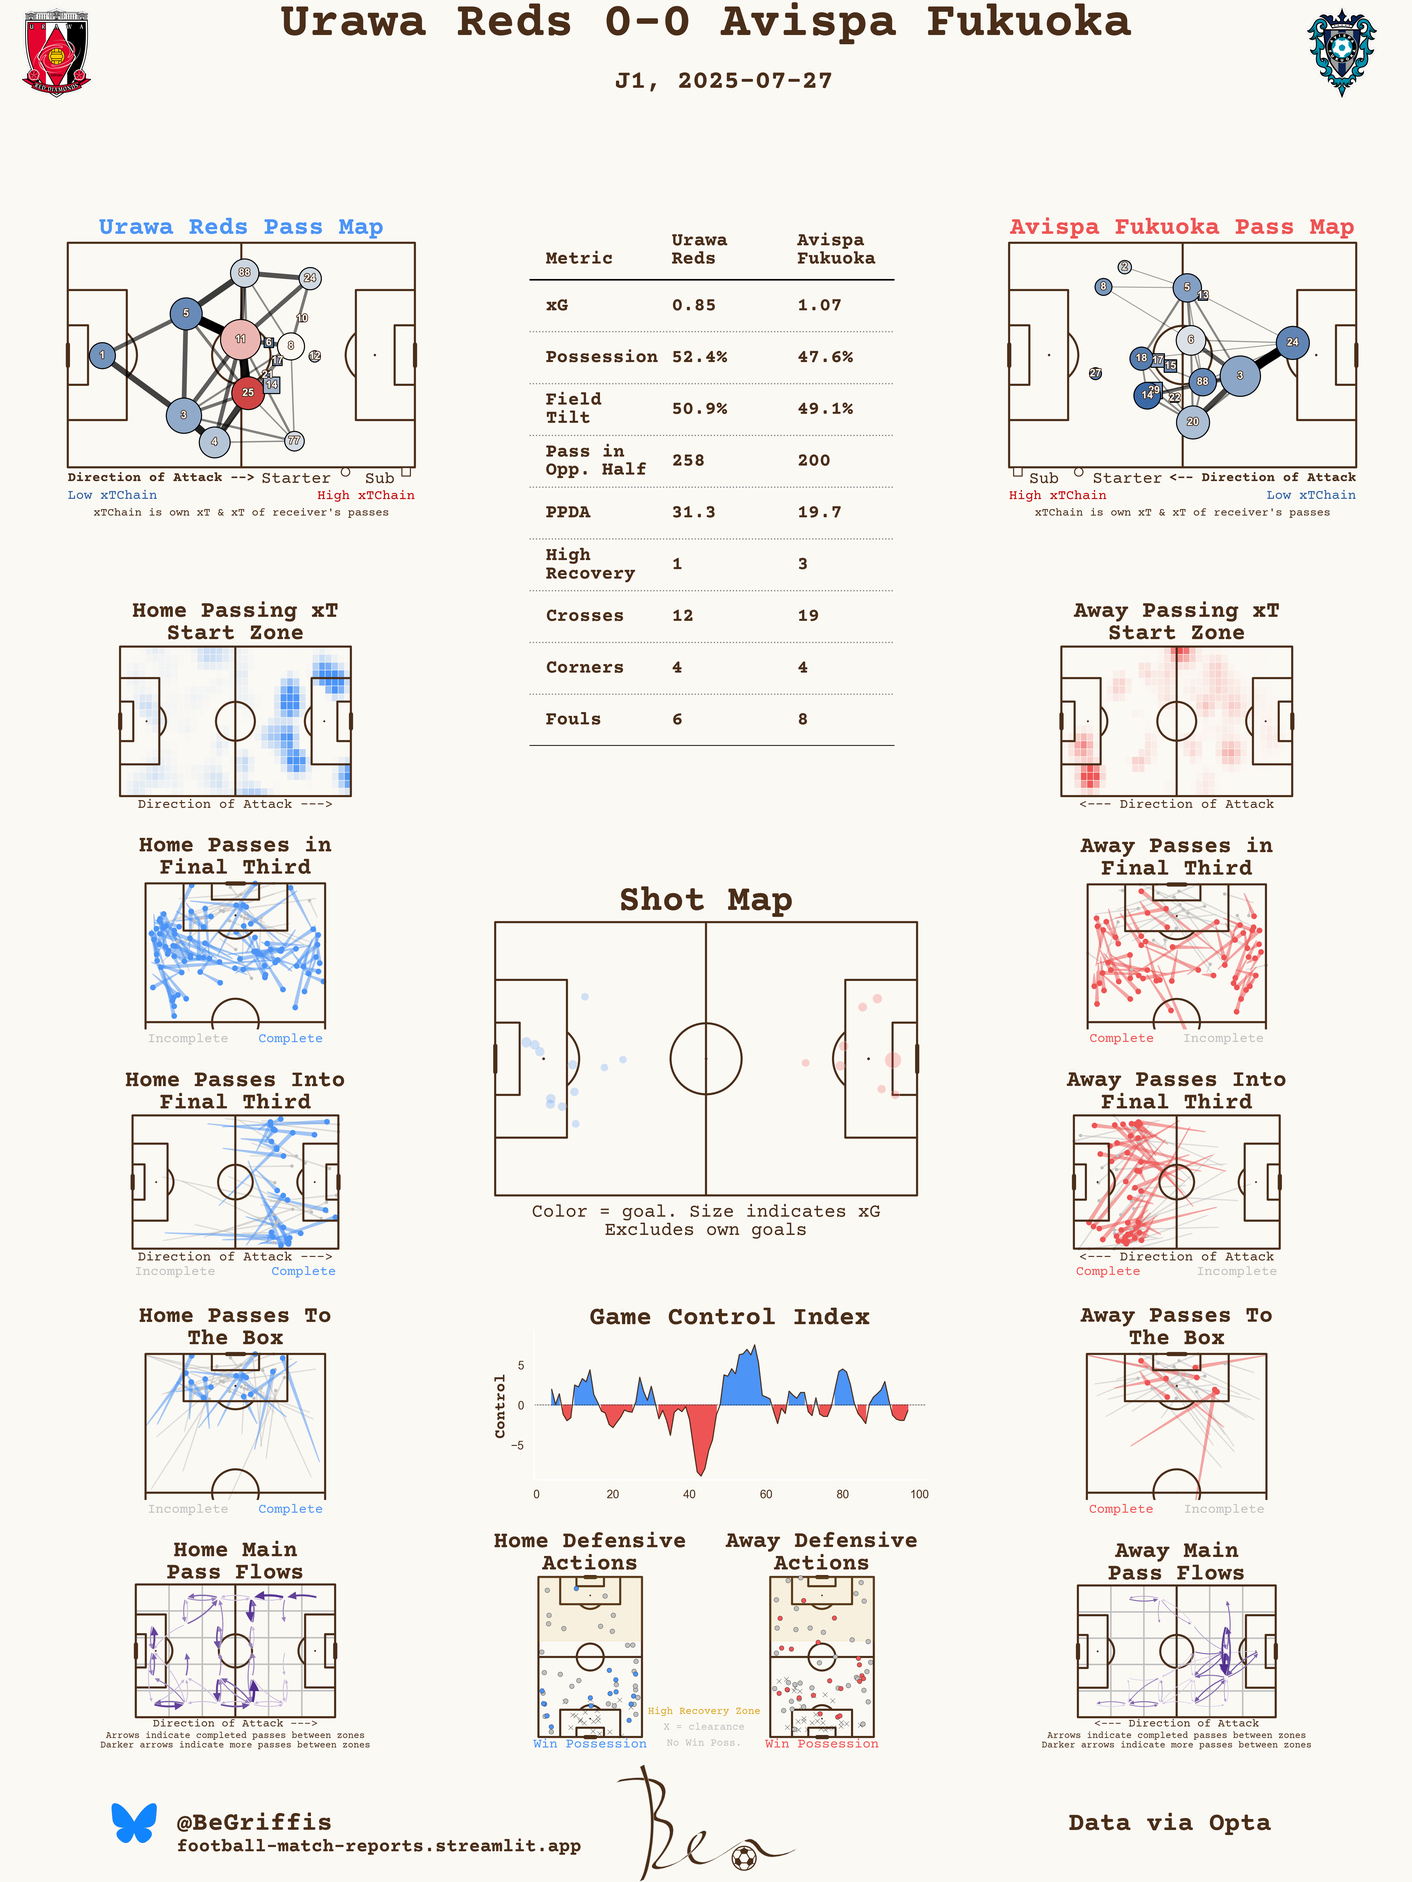 Urawa Reds 0-0 Avispa Fukuoka
J1, 2025-07-27
URAWA
RED DIAMONDS
Urawa Reds Pass Map
88
24
5
10
11
6
8
12
1
17
21
14
25
3
4
77
Direction of Attack --> Starter Sub
Low xTChain High xTChain
xTChain is own xT & xT of receiver's passes
Metric Urawa Reds Avispa Fukuoka
xG 0.85 1.07
Possession 52.4% 47.6%
Field Tilt 50.9% 49.1%
Pass in Opp. Half 258 200
PPDA 31.3 19.7
High Recovery 1 3
Crosses 12 19
Corners 4 4
Fouls 6 8
Avispa Fukuoka Pass Map
2
8
5
13
6
24
18
17
15
27
3
88
29
14
22
20
Sub Starter <-- Direction of Attack
High xTChain Low xTChain
xTChain is own xT & xT of receiver's passes
Home Passing xT
Start Zone
Direction of Attack --->
Away Passing xT
Start Zone
<--- Direction of Attack
Home Passes in
Final Third
Incomplete Complete
Away Passes in
Final Third
Complete Incomplete
Shot Map
Color = goal. Size indicates xG
Excludes own goals
Home Passes Into
Final Third
Direction of Attack --->
Incomplete Complete
Away Passes Into
Final Third
<--- Direction of Attack
Complete Incomplete
Home Passes To
The Box
Incomplete Complete
Game Control Index
Control
5
0
−5
0 20 40 60 80 100
Away Passes To
The Box
Complete Incomplete
Home Main
Pass Flows
Direction of Attack --->
Arrows indicate completed passes between zones
Darker arrows indicate more passes between zones
Home Defensive
Actions
Win Possession
Away Defensive
Actions
Win Possession
High Recovery Zone
X = clearance
No Win Poss.
Away Main
Pass Flows
<--- Direction of Attack
Arrows indicate completed passes between zones
Darker arrows indicate more passes between zones
@BeGriffis
football-match-reports.streamlit.app
Ben
Data via Opta